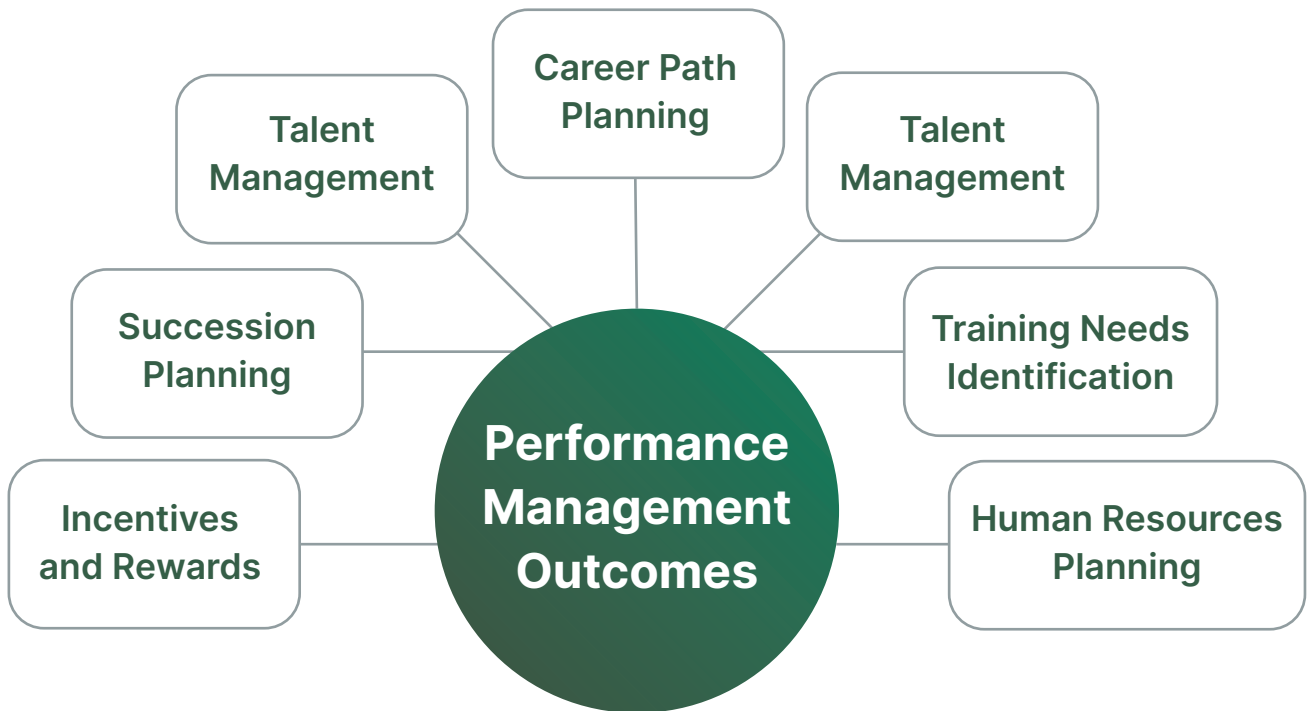 Career Path
Planning
Talent
Management
Talent
Management
Succession
Planning
Training Needs
Identification
Performance
Management
Outcomes
Incentives
and Rewards
Human Resources
Planning